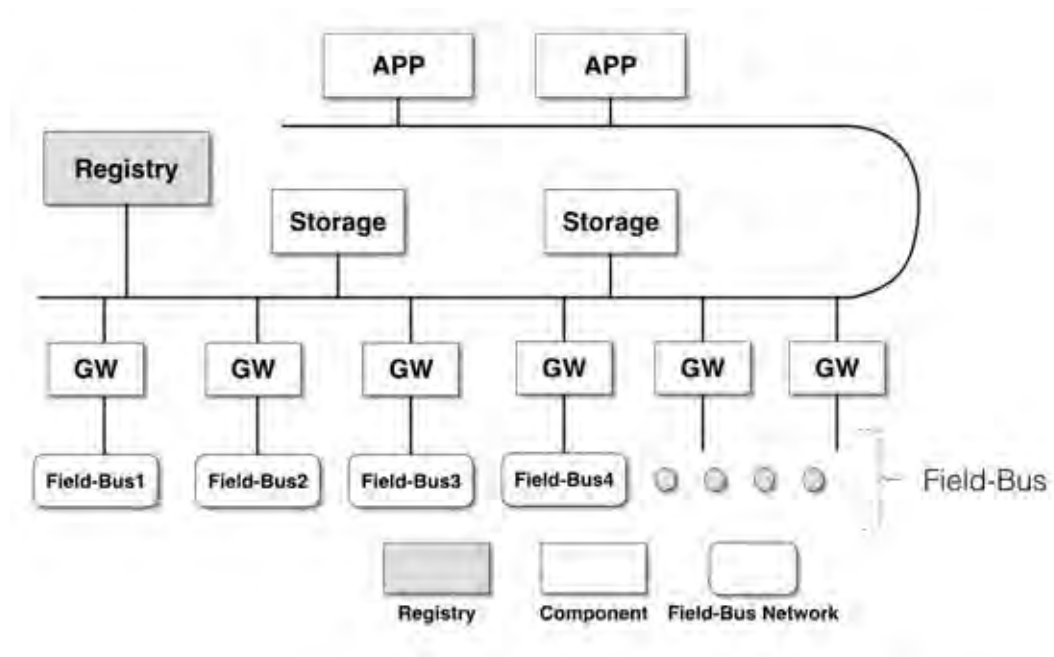 APP
APP
Registry
Storage
Storage
GW
GW
GW
GW
GW
GW
Field-Bus1
Field-Bus2
Field-Bus3
Field-Bus4
Field-Bus
Registry
Component
Field-Bus Network